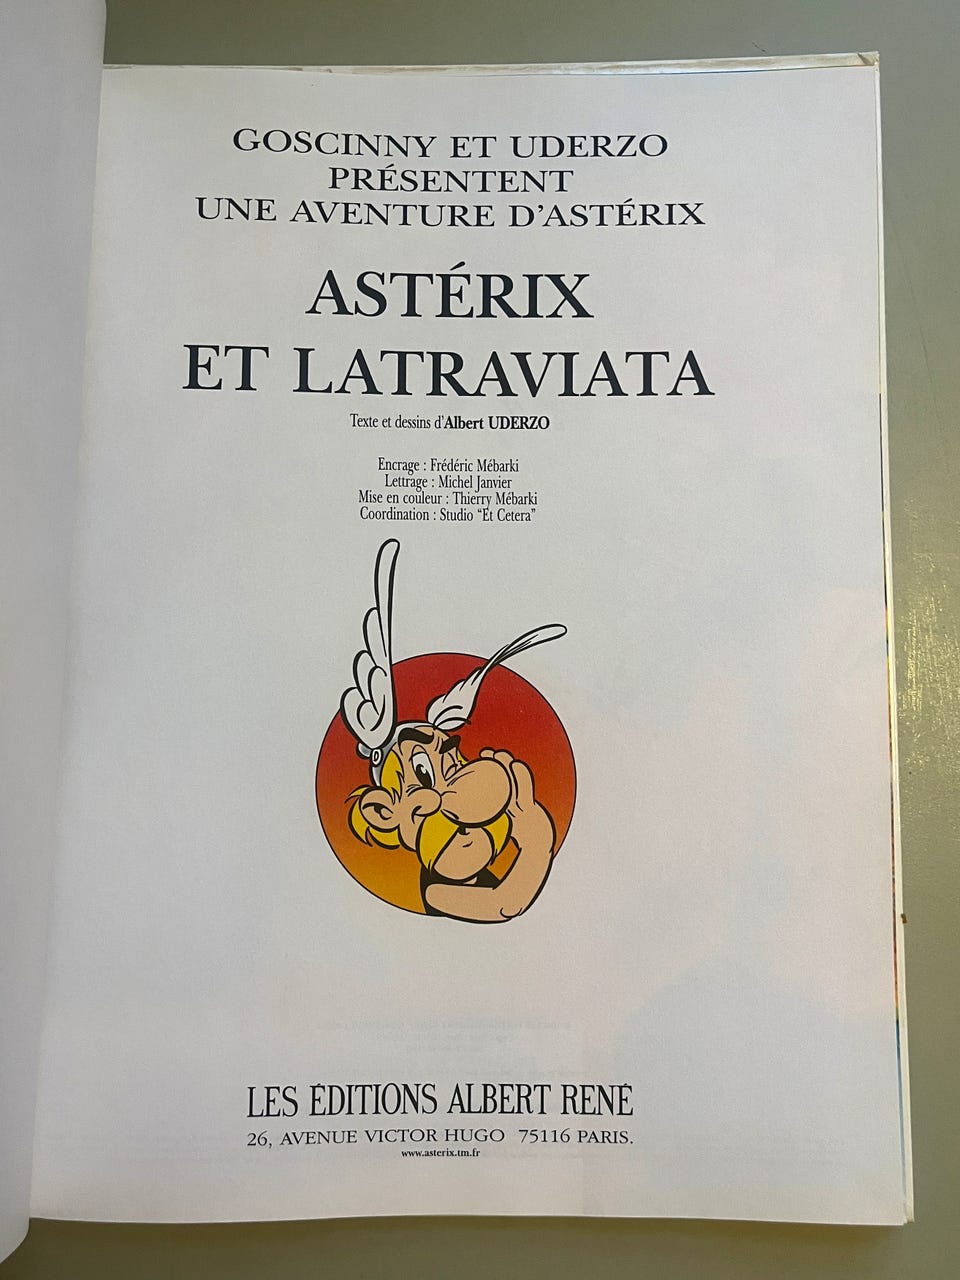 GOSCINNY ET UDERZO
PRÉSENTENT
UNE AVENTURE D'ASTÉRIX
ASTÉRIX
ET LATRAVIATA
Texte et dessins d'Albert UDERZO
Encrage : Frédéric Mébarki
Lettrage : Michel Janvier
Mise en couleur : Thierry Mébarki
Coordination : Studio "Et Cetera"
LES ÉDITIONS ALBERT RENÉ
26, AVENUE VICTOR HUGO 75116 PARIS.
www.asterix.tm.fr